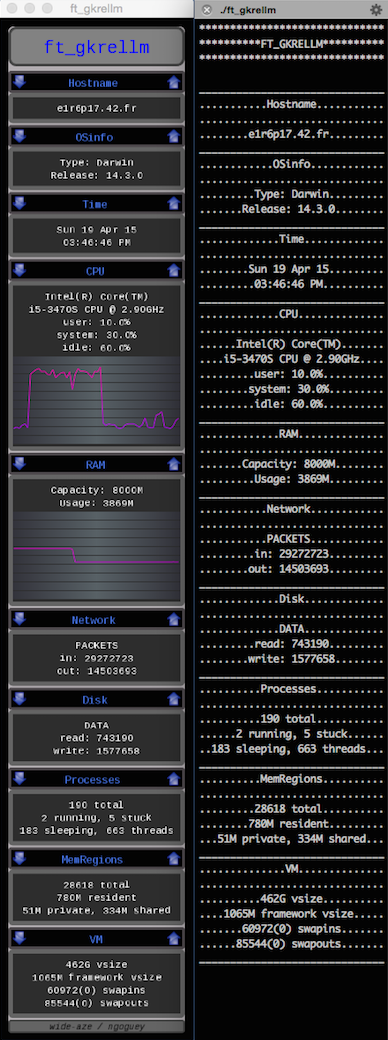 ft_gkrellm
ft_gkrellm
Hostname
e1r6p17.42.fr
OSinfo
Type: Darwin
Release: 14.3.0
Time
Sun 19 Apr 15
03:46:46 PM
CPU
Intel(R) Core(TM)
i5-3470S CPU @ 2.90GHz
user: 10.0%
system: 30.0%
idle: 60.0%
RAM
Capacity: 8000M
Usage: 3869M
Network
PACKETS
in: 29272723
out: 14503693
Disk
DATA
read: 743190
write: 1577658
Processes
190 total
2 running, 5 stuck
183 sleeping, 663 threads
MemRegions
28618 total
780M resident
51M private, 334M shared
VM
462G vsize
1065M framework vsize
60972(0) swapins
85544(0) swapouts
wide-aze / ngoguey
./ft_gkrellm
*****************************
*********FT_GKRELLM**********
*****************************
...........Hostname..........
.............................
........e1r6p17.42.fr........
............OSinfo...........
.............................
.........Type: Darwin........
.......Release: 14.3.0.......
.............Time............
.............................
........Sun 19 Apr 15........
.........03:46:46 PM.........
.............CPU.............
.............................
......Intel(R) Core(TM)......
....i5-3470S CPU @ 2.90GHz...
.........user: 10.0%.........
........system: 30.0%........
.........idle: 60.0%.........
.............RAM.............
.............................
.......Capacity: 8000M.......
.........Usage: 3869M........
...........Network...........
.............................
...........PACKETS...........
.........in: 29272723........
........out: 14503693........
.............Disk............
.............................
.............DATA............
.........read: 743190........
........write: 1577658.......
..........Processes..........
.............................
..........190 total..........
......2 running, 5 stuck.....
..183 sleeping, 663 threads...
..........MemRegions.........
.............................
.........28618 total.........
........780M resident........
...51M private, 334M shared...
..............VM.............
.............................
..........462G vsize.........
....1065M framework vsize....
.......60972(0) swapins......
......85544(0) swapouts......